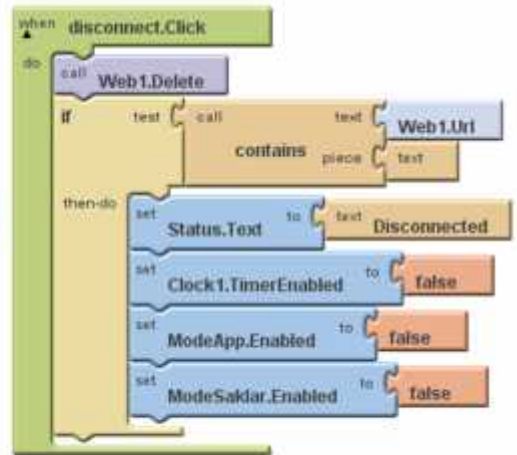 when disconnect.Click
do
call Web1.Delete
if test call text Web1.Url
contains piece text
then-do
set Status.Text to text Disconnected
set Clock1.TimerEnabled to false
set ModeApp.Enabled to false
set ModeSaklar.Enabled to false